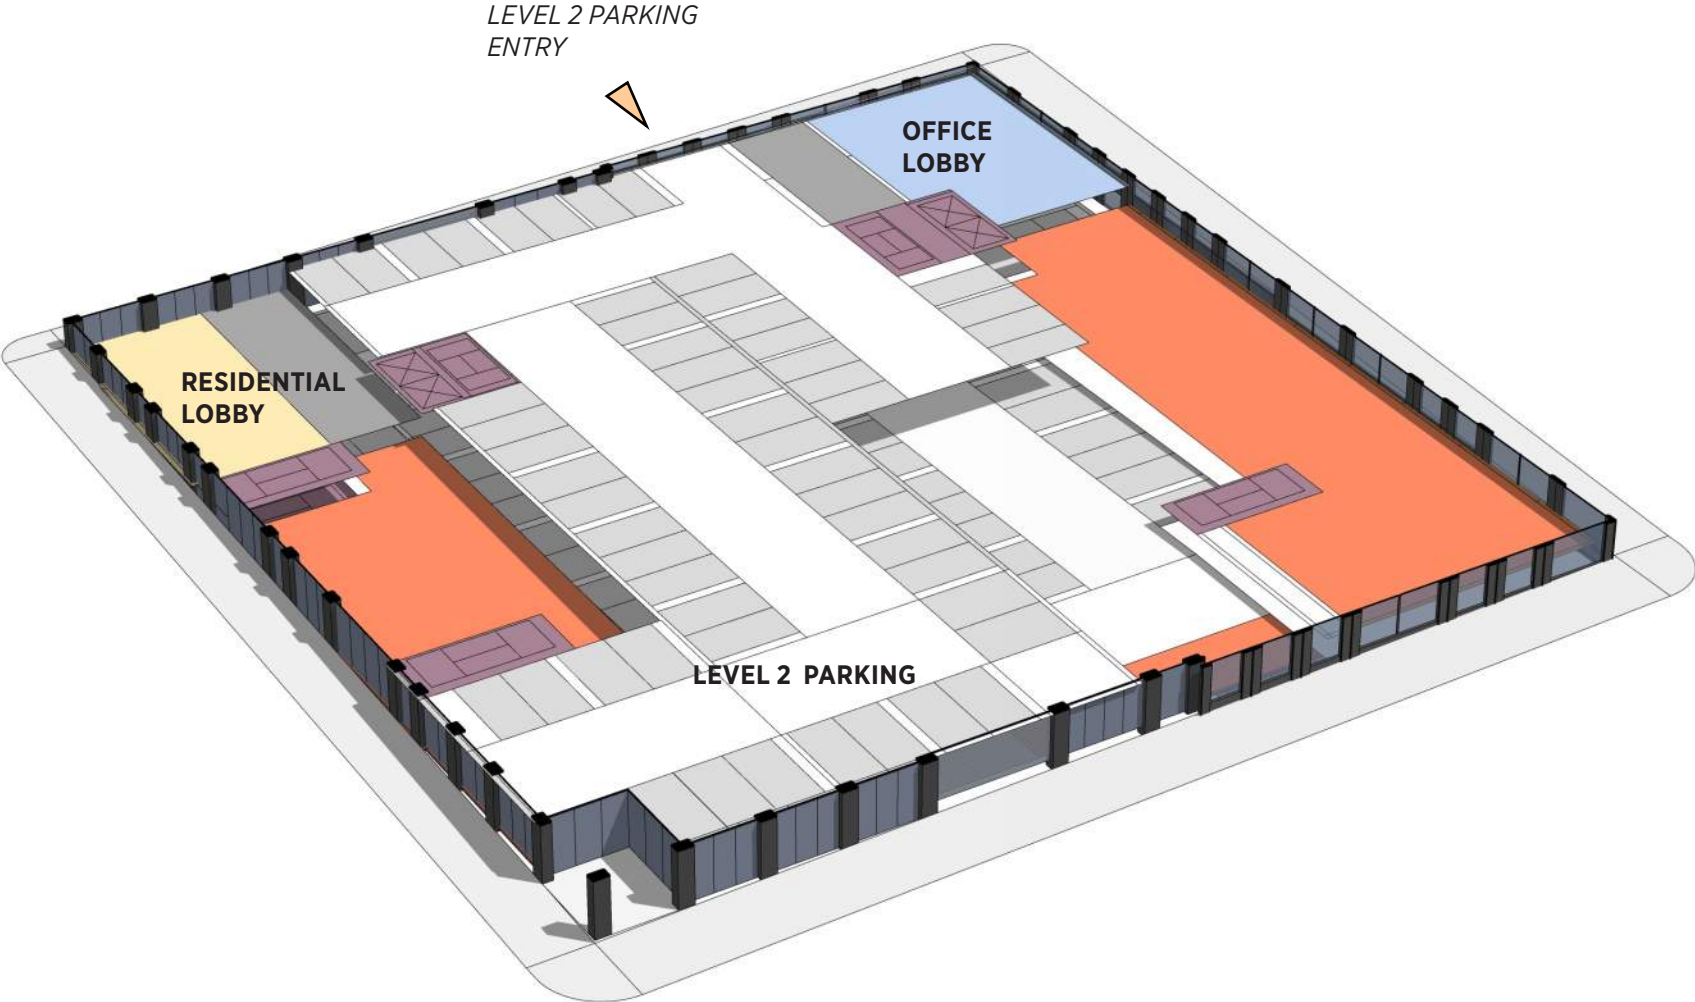 LEVEL 2 PARKING
ENTRY
OFFICE
LOBBY
RESIDENTIAL
LOBBY
LEVEL 2 PARKING